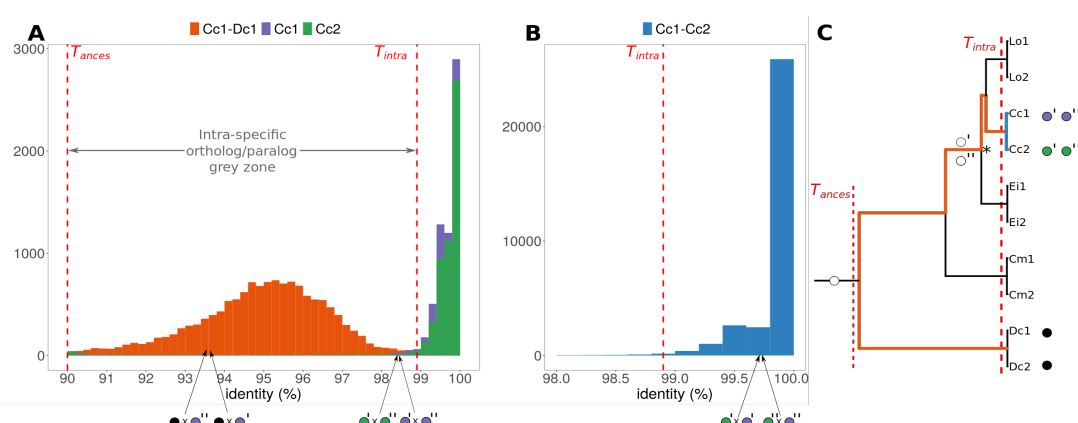 A
Cc1-Dc1 Cc1 Cc2
T_ances
T_intra
Intra-specific
ortholog/paralog
grey zone
3000
2000
1000
0
90 91 92 93 94 95 96 97 98 99 100
identity (%)
x '' x '
' x '' ' x ''
B
Cc1-Cc2
T_intra
20000
10000
0
98.0 98.5 99.0 99.5 100.0
identity (%)
' x ' '' x ''
C
T_intra
Lo1
Lo2
Cc1 ' ''
Cc2 ' ''
'
''
*
T_ances
Ei1
Ei2
Cm1
Cm2
Dc1
Dc2